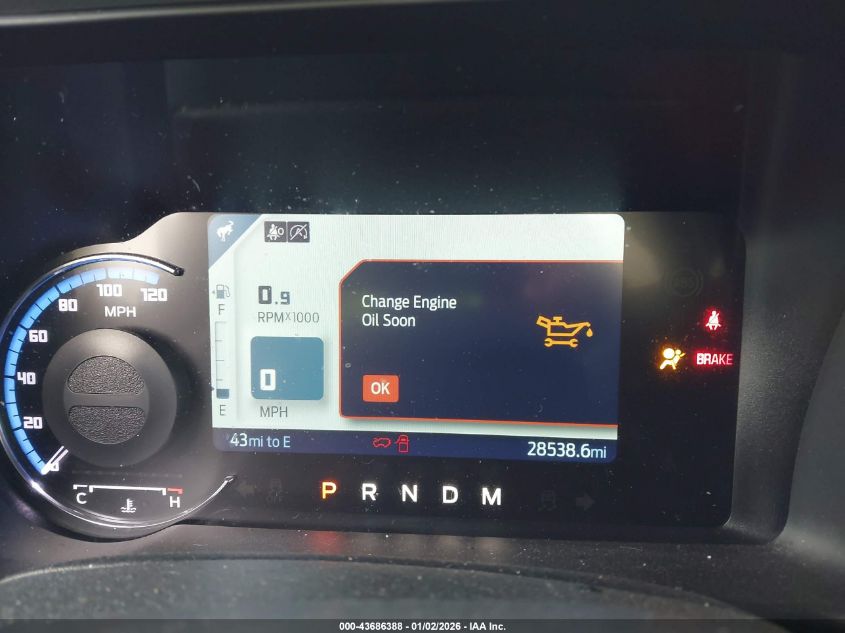 120
100
80
MPH
60
40
20
0
C
H
F
E
0.9
RPMx1000
0
MPH
Change Engine
Oil Soon
OK
BRAKE
43mi to E
28538.6mi
P R N D M
000-43686388 - 01/02/2026 - IAA Inc.